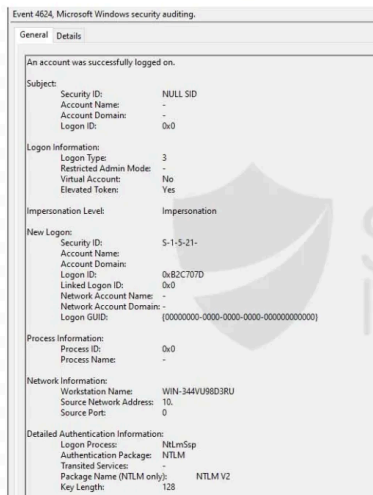 Event 4624, Microsoft Windows security auditing.
General Details
An account was successfully logged on.
Subject:
Security ID: NULL SID
Account Name: -
Account Domain: -
Logon ID: 0x0
Logon Information:
Logon Type: 3
Restricted Admin Mode: -
Virtual Account: No
Elevated Token: Yes
Impersonation Level: Impersonation
New Logon:
Security ID: S-1-5-21-
Account Name:
Account Domain:
Logon ID: 0xB2C707D
Linked Logon ID: 0x0
Network Account Name: -
Network Account Domain: -
Logon GUID: {00000000-0000-0000-0000-000000000000}
Process Information:
Process ID: 0x0
Process Name: -
Network Information:
Workstation Name: WIN-344VU98D3RU
Source Network Address: 10.
Source Port: 0
Detailed Authentication Information:
Logon Process: NtLmSsp
Authentication Package: NTLM
Transited Services: -
Package Name (NTLM only): NTLM V2
Key Length: 128